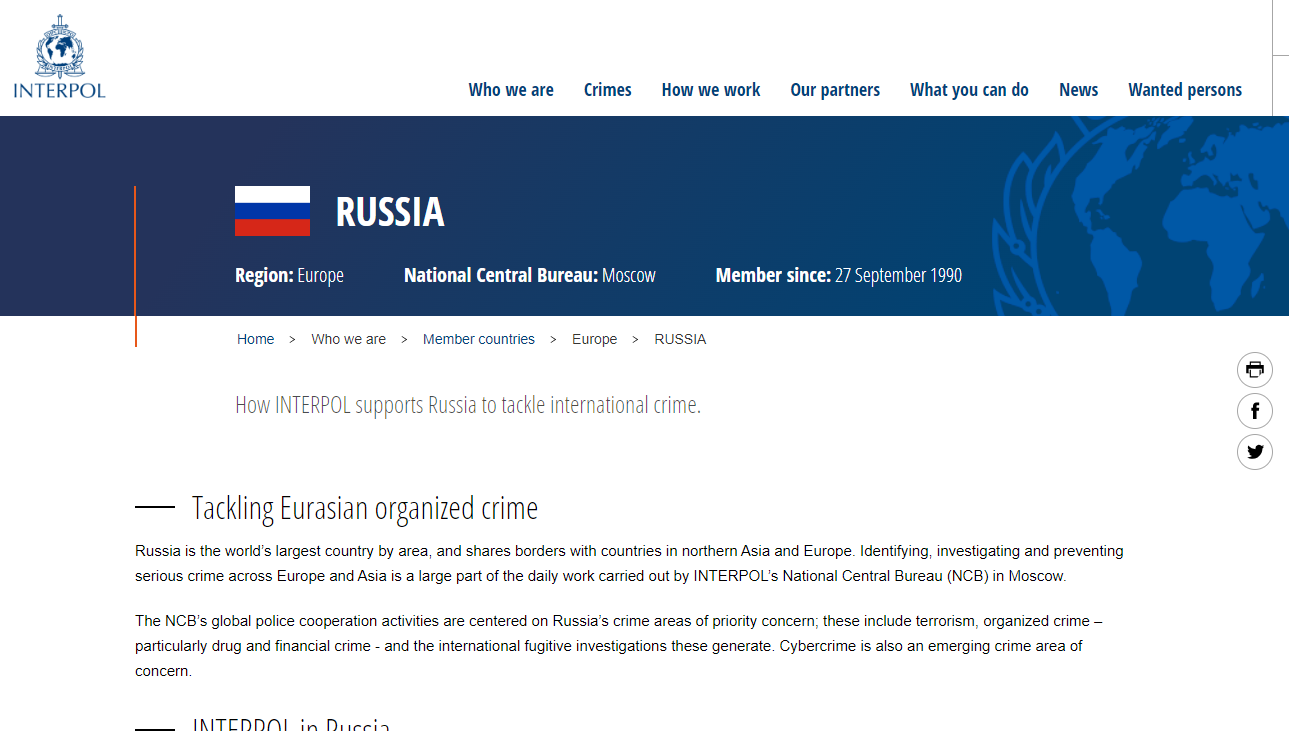 INTERPOL
Who we are Crimes How we work Our partners What you can do News Wanted persons
RUSSIA
Region: Europe National Central Bureau: Moscow Member since: 27 September 1990
Home > Who we are > Member countries > Europe > RUSSIA
How INTERPOL supports Russia to tackle international crime.
Tackling Eurasian organized crime
Russia is the world’s largest country by area, and shares borders with countries in northern Asia and Europe. Identifying, investigating and preventing
serious crime across Europe and Asia is a large part of the daily work carried out by INTERPOL’s National Central Bureau (NCB) in Moscow.
The NCB’s global police cooperation activities are centered on Russia’s crime areas of priority concern; these include terrorism, organized crime –
particularly drug and financial crime - and the international fugitive investigations these generate. Cybercrime is also an emerging crime area of
concern.
INTERPOL in Russia